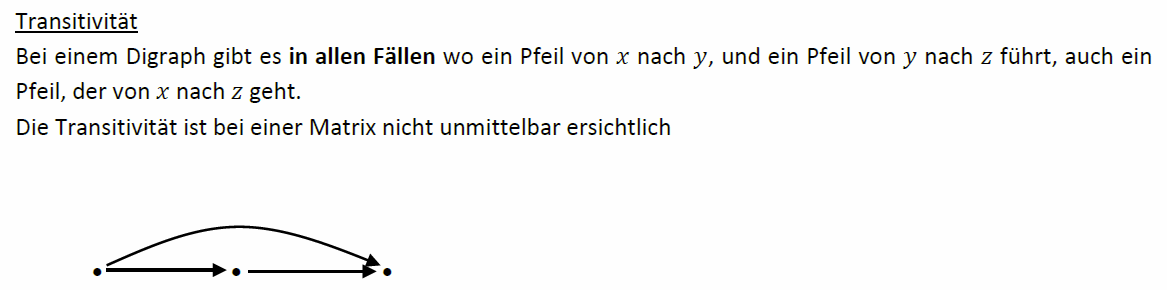 Transitivität
Bei einem Digraph gibt es in allen Fällen wo ein Pfeil von x nach y, und ein Pfeil von y nach z führt, auch ein
Pfeil, der von x nach z geht.
Die Transitivität ist bei einer Matrix nicht unmittelbar ersichtlich